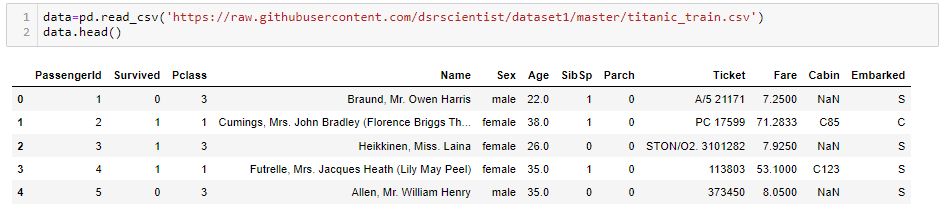 1 data=pd.read_csv('https://raw.githubusercontent.com/dsrscientist/dataset1/master/titanic_train.csv')
2 data.head()
PassengerId Survived Pclass Name Sex Age SibSp Parch Ticket Fare Cabin Embarked
0 1 0 3 Braund, Mr. Owen Harris male 22.0 1 0 A/5 21171 7.2500 NaN S
1 2 1 1 Cumings, Mrs. John Bradley (Florence Briggs Th... female 38.0 1 0 PC 17599 71.2833 C85 C
2 3 1 3 Heikkinen, Miss. Laina female 26.0 0 0 STON/O2. 3101282 7.9250 NaN S
3 4 1 1 Futrelle, Mrs. Jacques Heath (Lily May Peel) female 35.0 1 0 113803 53.1000 C123 S
4 5 0 3 Allen, Mr. William Henry male 35.0 0 0 373450 8.0500 NaN S